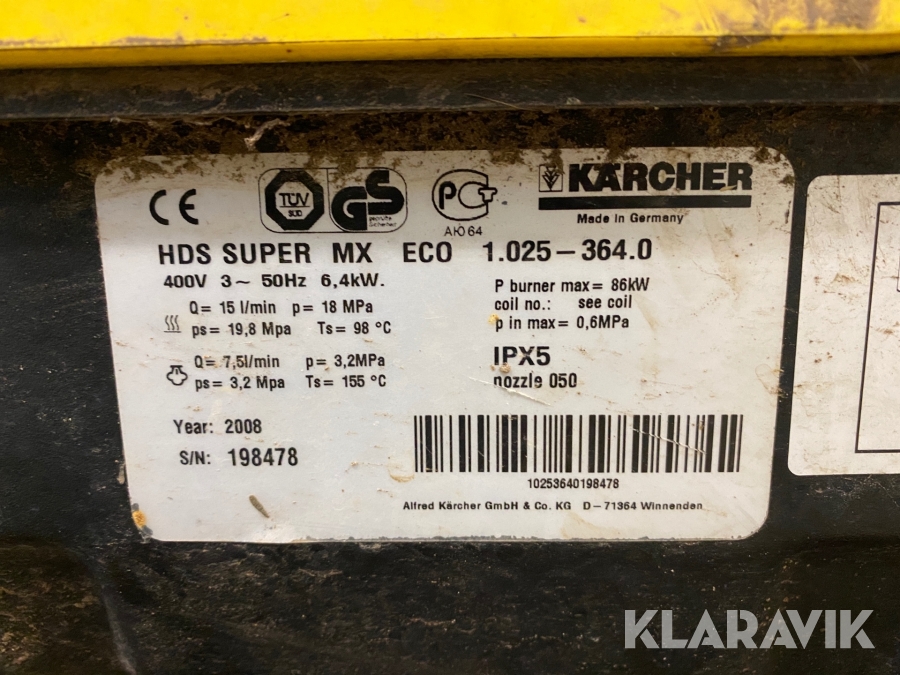 CE
TÜV
SÜD
GS
geprüfte
Sicherheit
PCT
АЮ64
KÄRCHER
Made in Germany
HDS SUPER MX ECO 1.025-364.0
400V 3~ 50Hz 6,4kW.
Q= 15 l/min p= 18 MPa
ps= 19,8 Mpa Ts= 98 °C
Q= 7,5l/min p= 3,2MPa
ps= 3,2 Mpa Ts= 155 °C
P burner max= 86kW
coil no.: see coil
p in max= 0,6MPa
IPX5
nozzle 050
Year: 2008
S/N: 198478
10253640198478
Alfred Kärcher GmbH & Co. KG D-71364 Winnenden
KLARAVIK